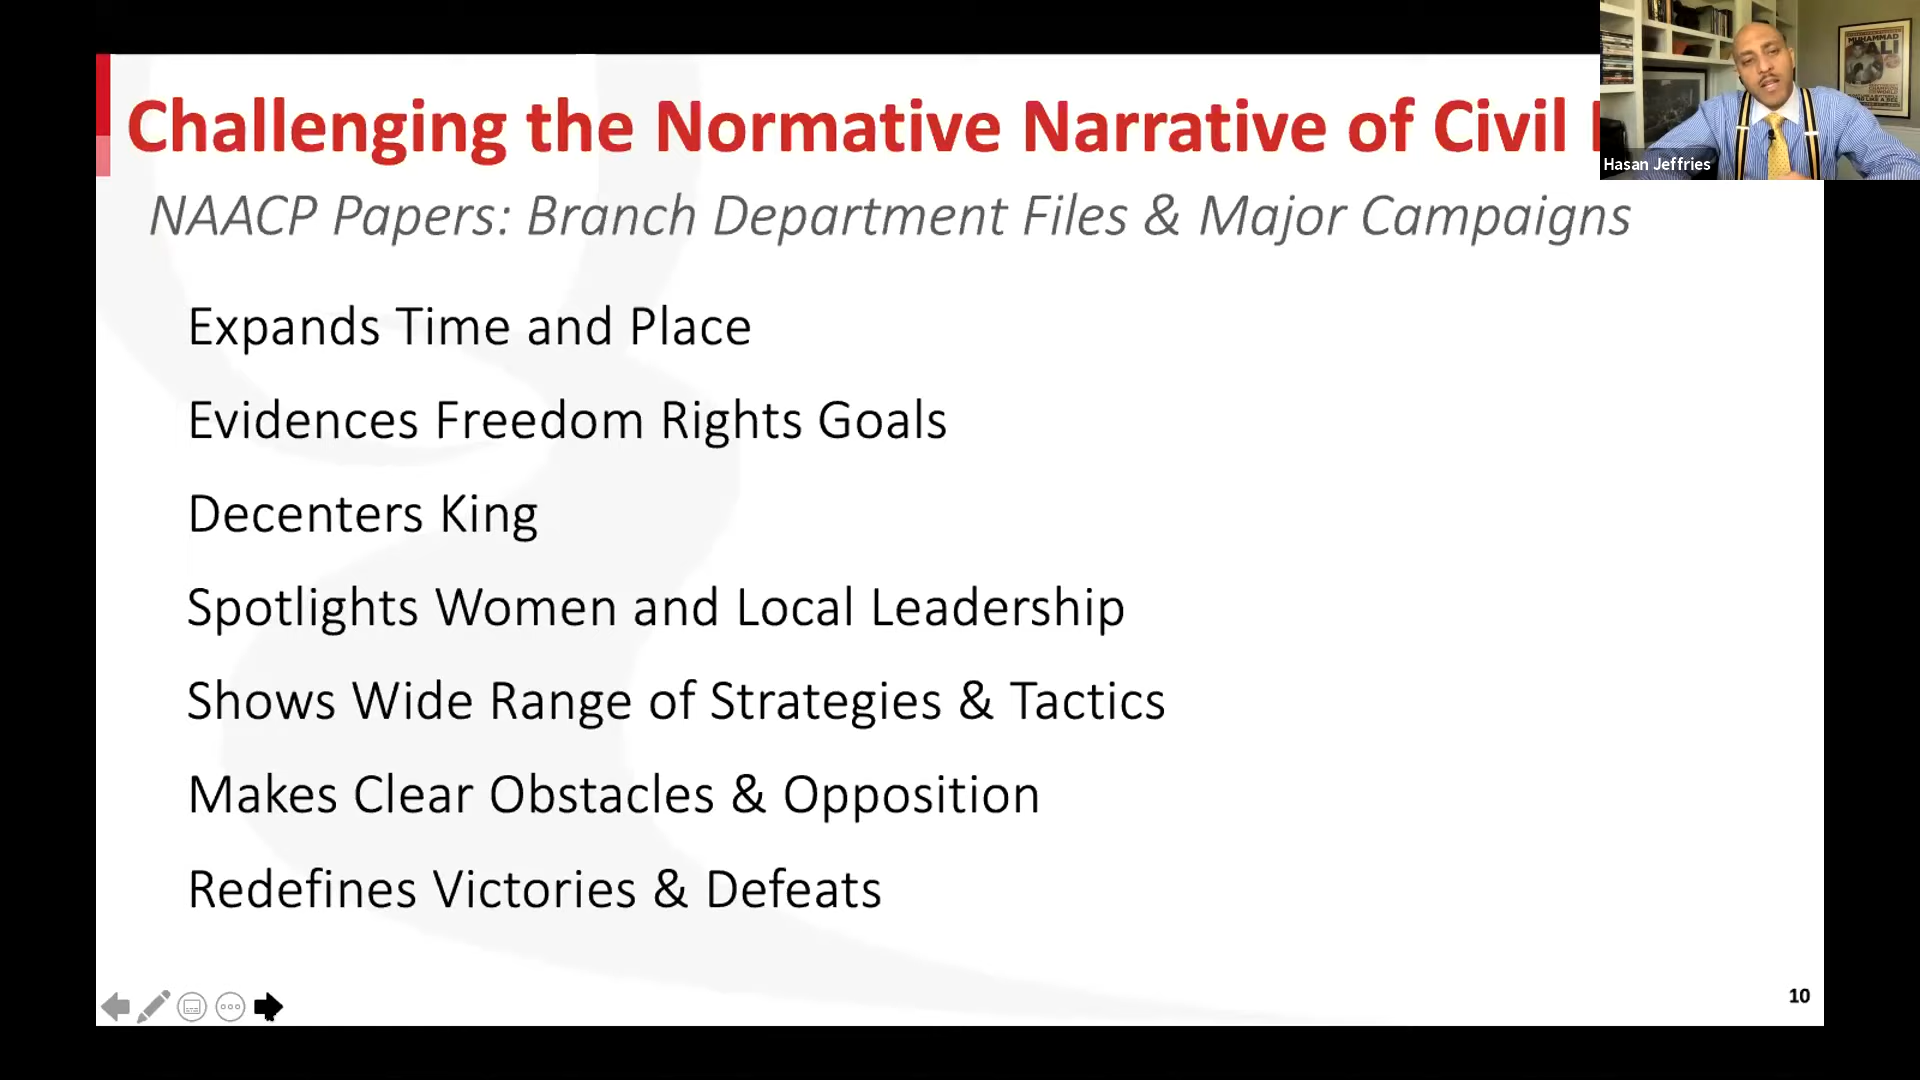 Challenging the Normative Narrative of Civil
NAACP Papers: Branch Department Files & Major Campaigns
Expands Time and Place
Evidences Freedom Rights Goals
Decenters King
Spotlights Women and Local Leadership
Shows Wide Range of Strategies & Tactics
Makes Clear Obstacles & Opposition
Redefines Victories & Defeats
10
MUHAMMAD
ALI
Hasan Jeffries